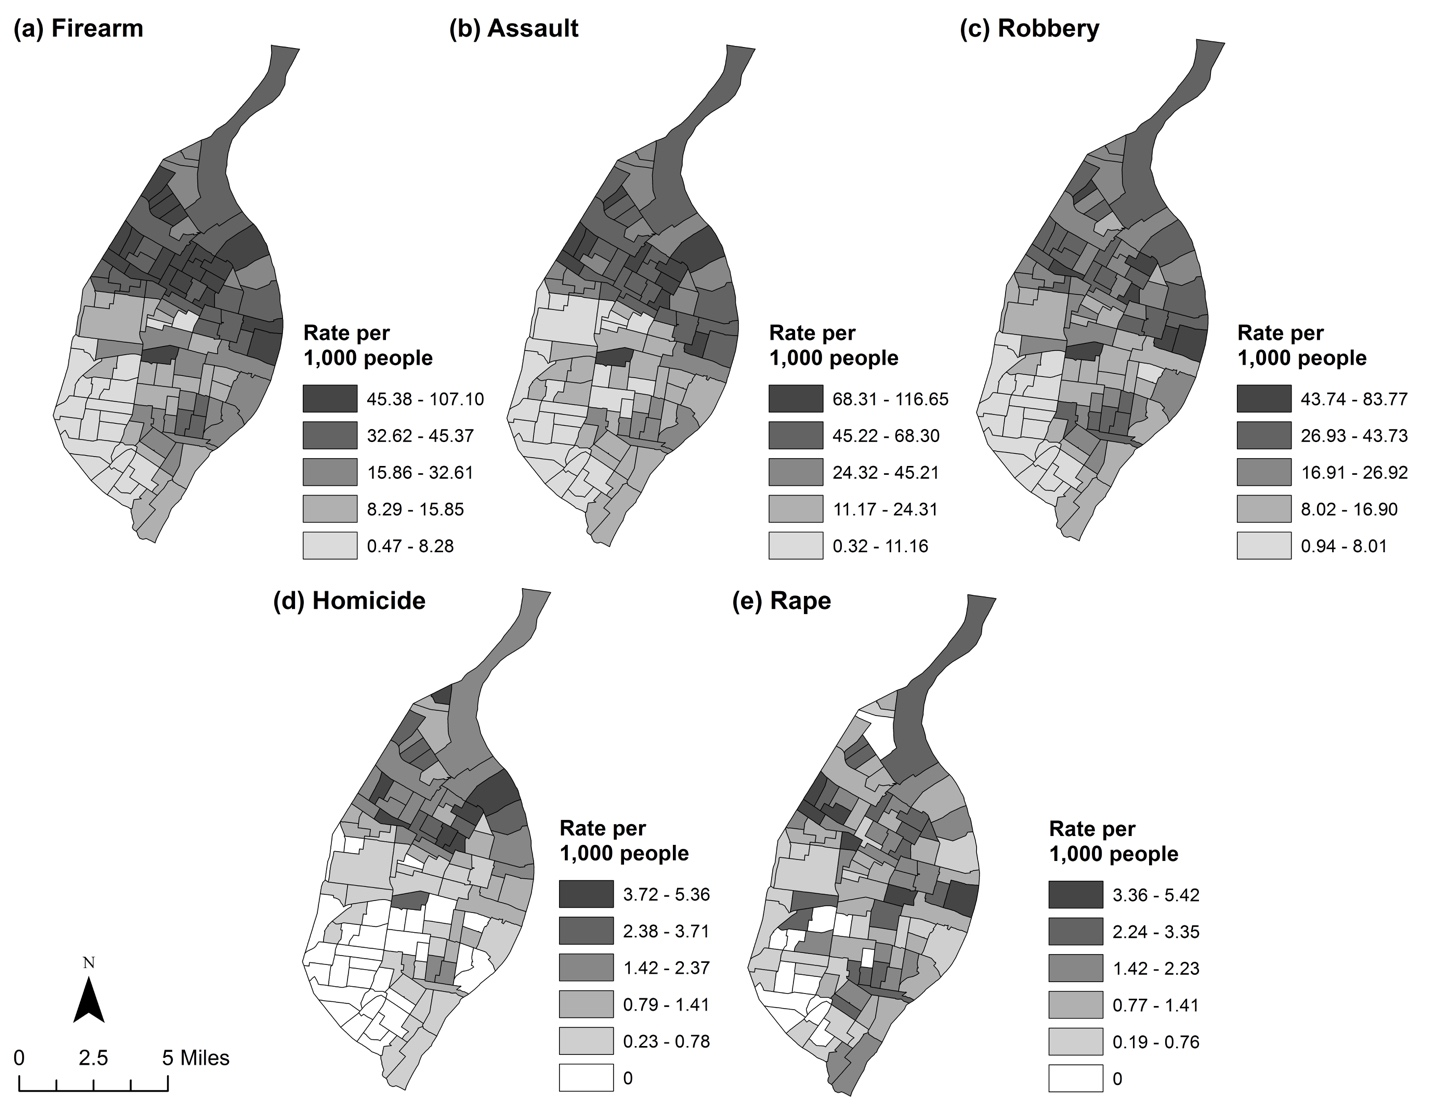 (a) Firearm
(b) Assault
(c) Robbery
Rate per
1,000 people
45.38 - 107.10
32.62 - 45.37
15.86 - 32.61
8.29 - 15.85
0.47 - 8.28
Rate per
1,000 people
68.31 - 116.65
45.22 - 68.30
24.32 - 45.21
11.17 - 24.31
0.32 - 11.16
Rate per
1,000 people
43.74 - 83.77
26.93 - 43.73
16.91 - 26.92
8.02 - 16.90
0.94 - 8.01
(d) Homicide
(e) Rape
Rate per
1,000 people
3.72 - 5.36
2.38 - 3.71
1.42 - 2.37
0.79 - 1.41
0.23 - 0.78
0
Rate per
1,000 people
3.36 - 5.42
2.24 - 3.35
1.42 - 2.23
0.77 - 1.41
0.19 - 0.76
0
N
0 2.5 5 Miles